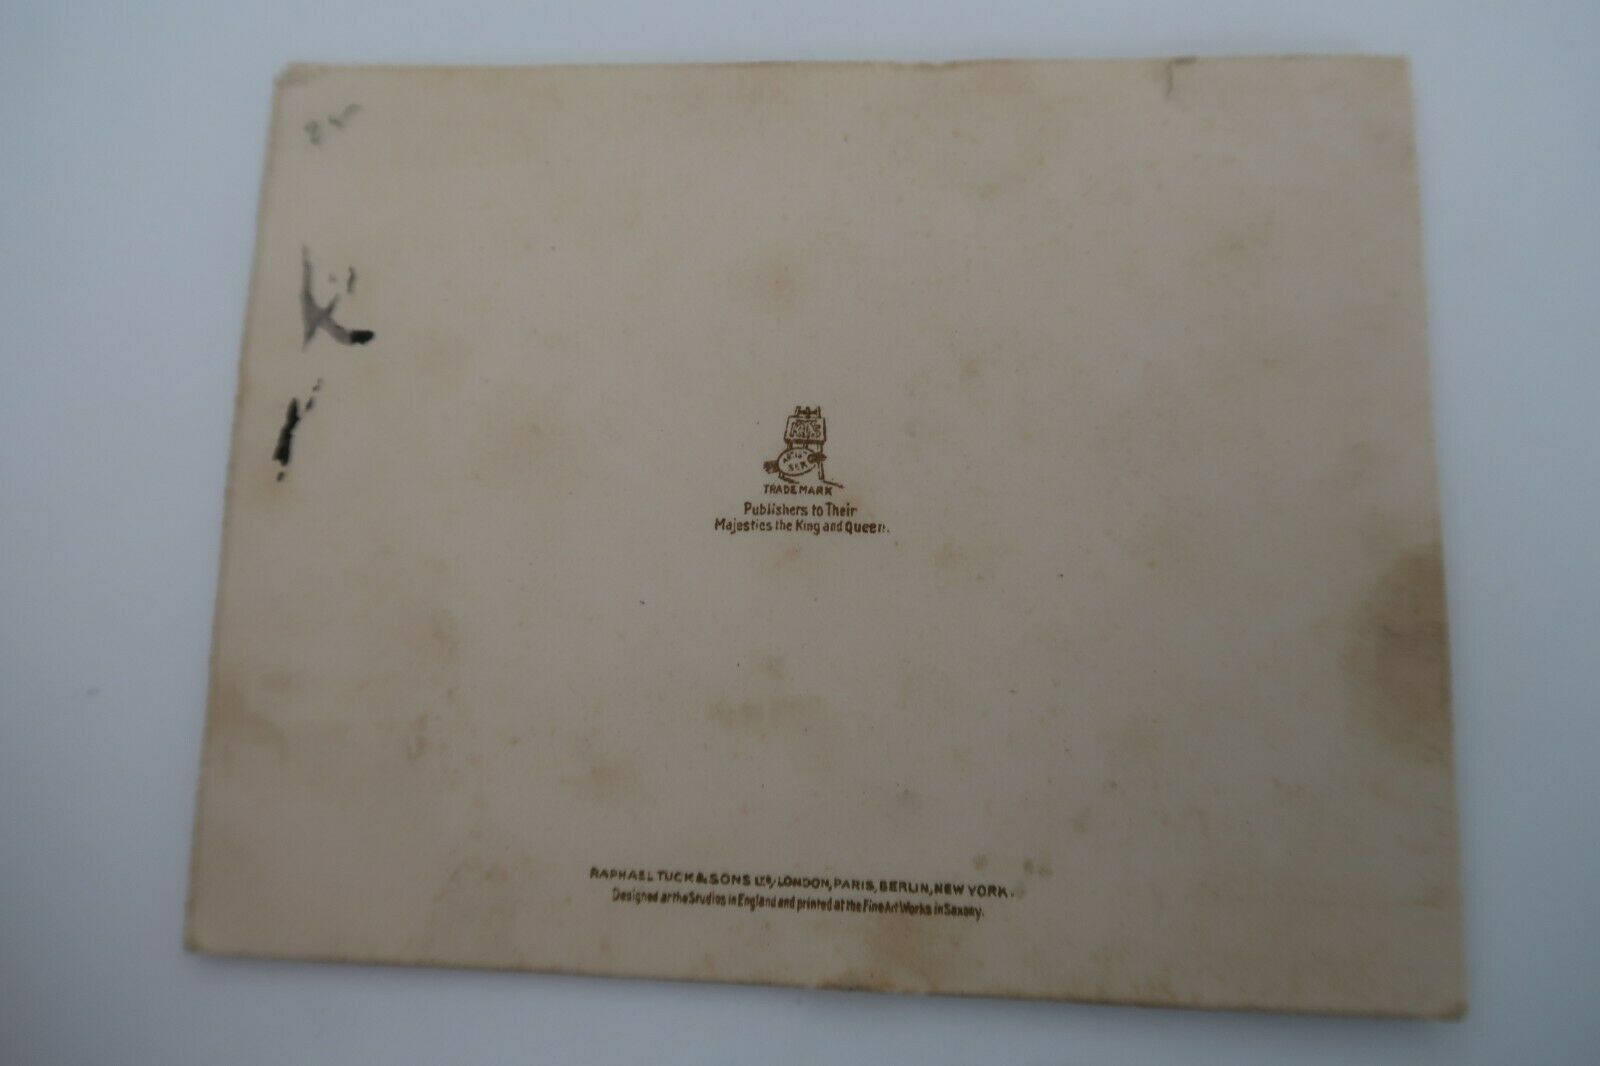 TRADE MARK
Publishers to Their
Majesties the King and Queen.
RAPHAEL TUCK & SONS LTD, LONDON, PARIS, BERLIN, NEW YORK.
Designed at the Studios in England and printed at the Fine Art Works in Saxony.